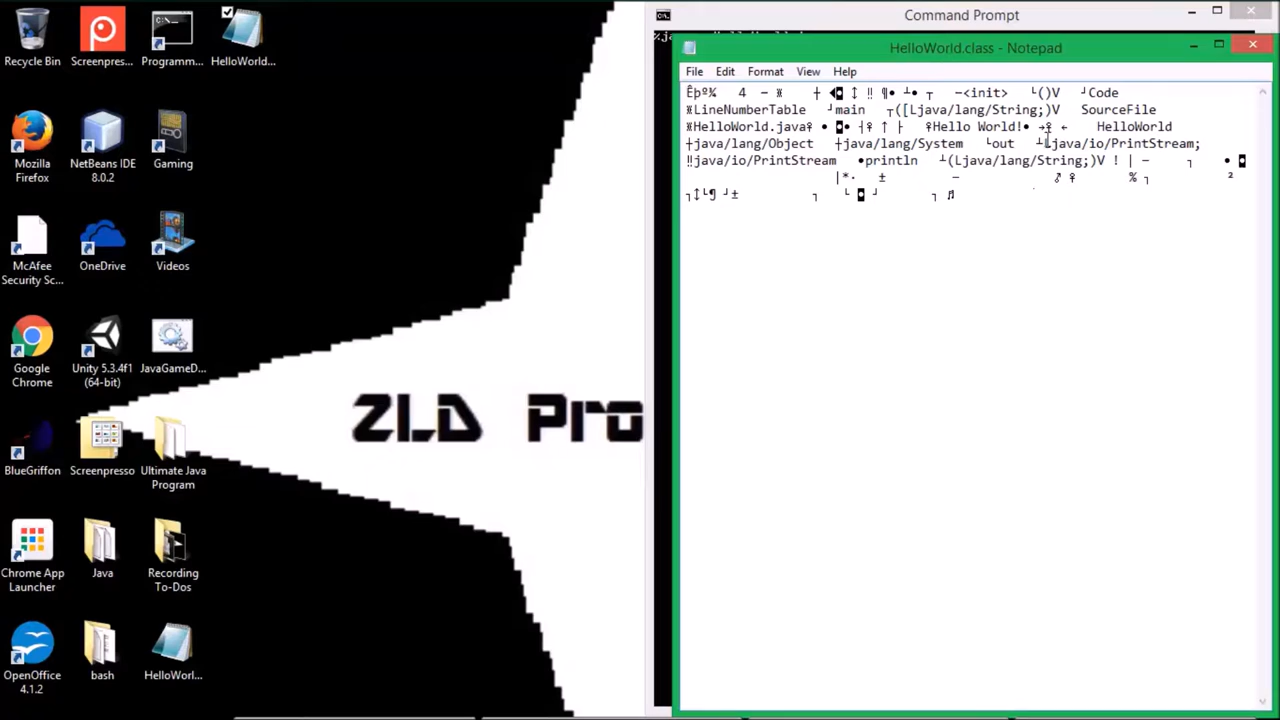 Command Prompt
HelloWorld.class - Notepad
File Edit Format View Help
Êþº¾ 4 <init> ()V Code
LineNumberTable main ([Ljava/lang/String;)V SourceFile
HelloWorld.java Hello World! HelloWorld
java/lang/Object java/lang/System out Ljava/io/PrintStream;
java/io/PrintStream println (Ljava/lang/String;)V !
Recycle Bin
Screenpres...
Programm...
HelloWorld...
Mozilla Firefox
NetBeans IDE 8.0.2
Gaming
McAfee Security Sc...
OneDrive
Videos
Google Chrome
Unity 5.3.4f1 (64-bit)
JavaGameD...
ZLD Pro
BlueGriffon
Screenpresso
Ultimate Java Program
Chrome App Launcher
Java
Recording To-Dos
OpenOffice 4.1.2
bash
HelloWorl...